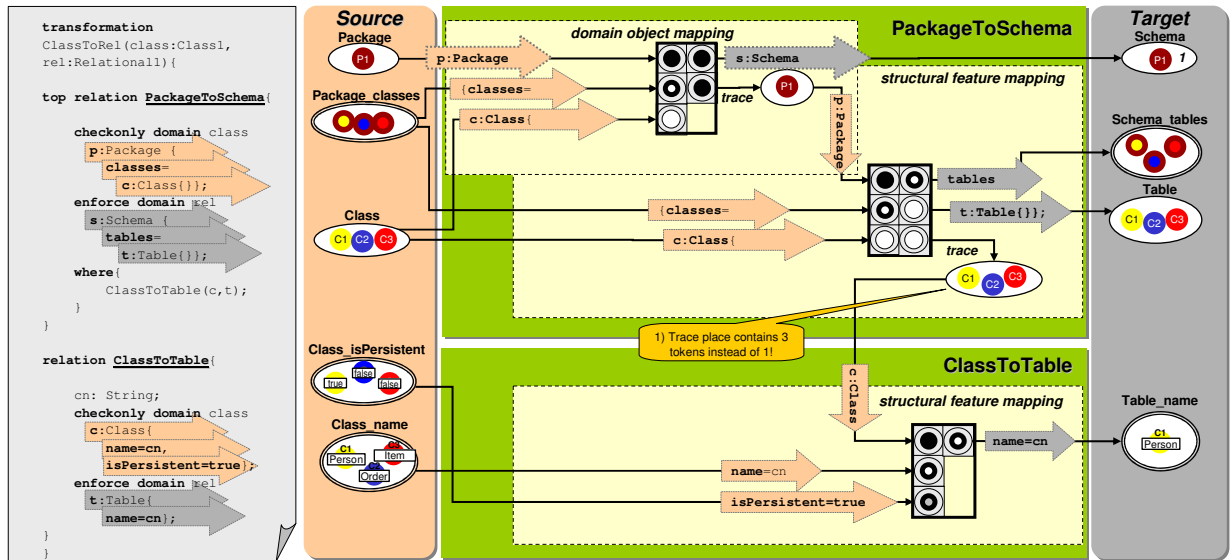 transformation
ClassToRel(class:Class1,
rel:Relational1){
top relation PackageToSchema{
checkonly domain class
p:Package {
classes=
c:Class{}};
enforce domain rel
s:Schema {
tables=
t:Table{}};
where{
ClassToTable(c,t);
}
}
relation ClassToTable{
cn: String;
checkonly domain class
c:Class{
name=cn,
isPersistent=true};
enforce domain rel
t:Table{
name=cn};
}
}
Source
Package
P1
Package_classes
Class
C1 C2 C3
Class_isPersistent
true
false
false
Class_name
C1
Person
C2
Order
C3
Item
PackageToSchema
domain object mapping
p:Package
{classes=
c:Class{
s:Schema
trace
P1
p:Package
structural feature mapping
{classes=
c:Class{
tables
t:Table{}};
trace
C1
C2
C3
1) Trace place contains 3
tokens instead of 1!
ClassToTable
c:Class
structural feature mapping
name=cn
isPersistent=true
name=cn
Target
Schema
P1 1
Schema_tables
Table
C1 C2 C3
Table_name
C1
Person